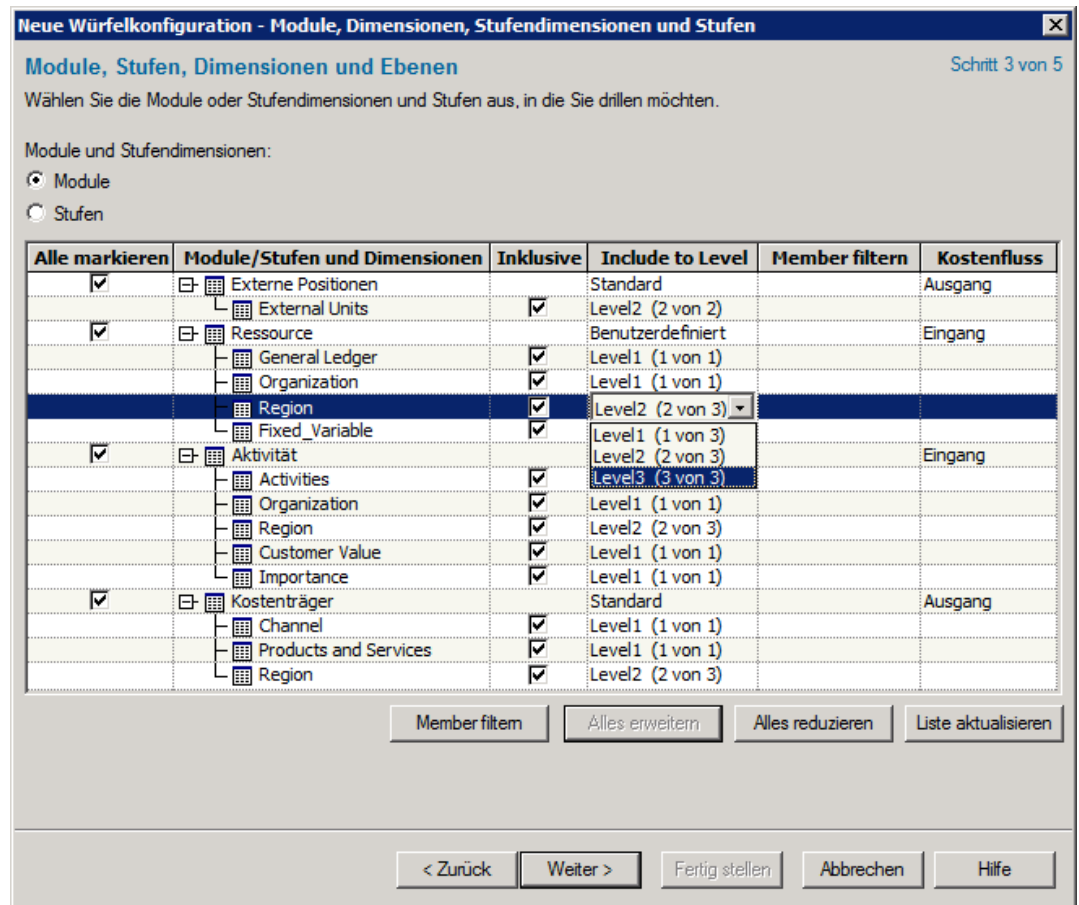 Neue Würfelkonfiguration - Module, Dimensionen, Stufendimensionen und Stufen
Module, Stufen, Dimensionen und Ebenen Schritt 3 von 5
Wählen Sie die Module oder Stufendimensionen und Stufen aus, in die Sie drillen möchten.
Module und Stufendimensionen:
Module
Stufen
Alle markieren Module/Stufen und Dimensionen Inklusive Include to Level Member filtern Kostenfluss
Externe Positionen Standard Ausgang
External Units Level2 (2 von 2)
Ressource Benutzerdefiniert Eingang
General Ledger Level1 (1 von 1)
Organization Level1 (1 von 1)
Region Level2 (2 von 3)
Fixed_Variable Level1 (1 von 3)
Aktivität Level2 (2 von 3) Eingang
Activities Level3 (3 von 3)
Organization Level1 (1 von 1)
Region Level2 (2 von 3)
Customer Value Level1 (1 von 1)
Importance Level1 (1 von 1)
Kostenträger Standard Ausgang
Channel Level1 (1 von 1)
Products and Services Level1 (1 von 1)
Region Level2 (2 von 3)
Member filtern Alles erweitern Alles reduzieren Liste aktualisieren
< Zurück Weiter > Fertig stellen Abbrechen Hilfe